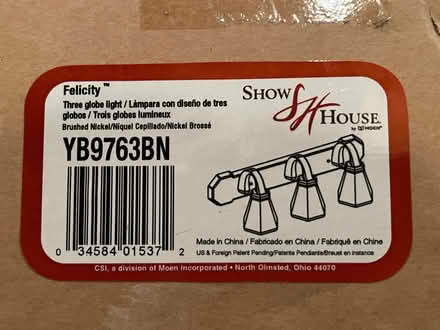 Felicity™
Three globe light / Lámpara con diseño de tres
globos / Trois globes lumineux
Brushed Nickel/Níquel Cepillado/Nickel Brossé
YB9763BN
0 34584 01537 2
SHOW SH HOUSE
by MOEN®
Made in China / Fabricado en China / Fabriqué en Chine
US & Foreign Patent Pending/Patente Pendiente/Brevet en instance
CSI, a division of Moen Incorporated • North Olmsted, Ohio 44070